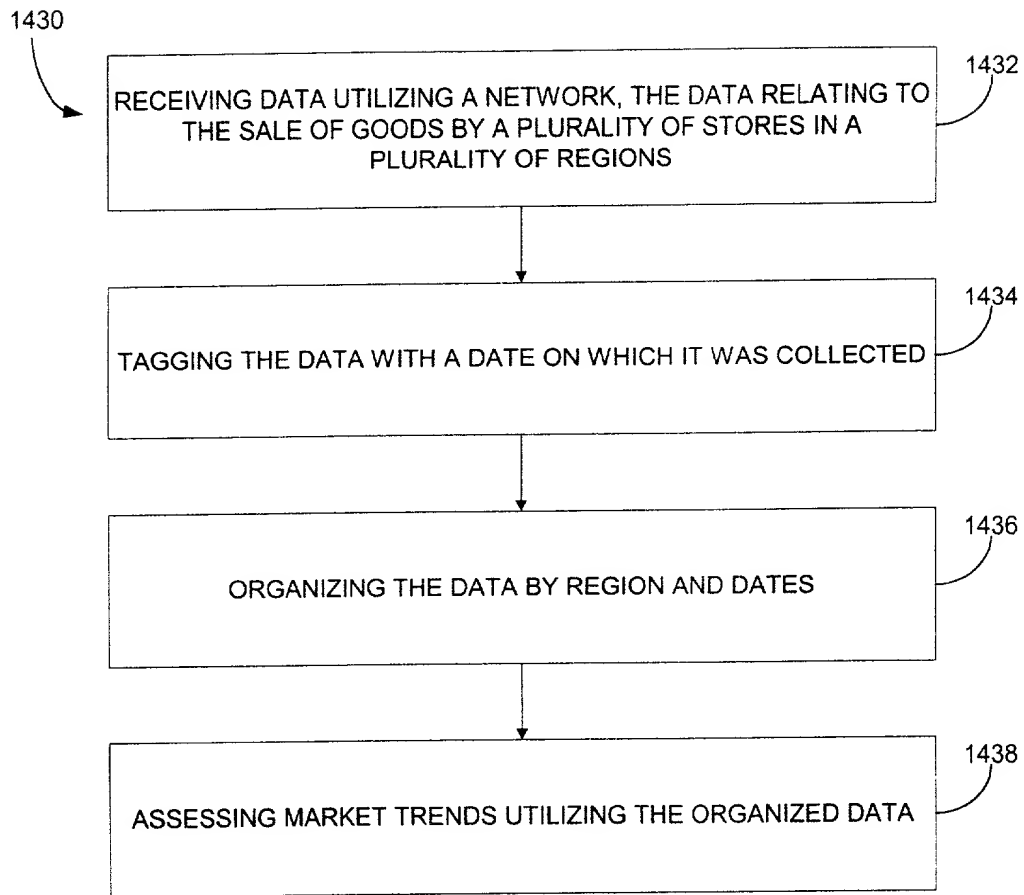 1430
1432
RECEIVING DATA UTILIZING A NETWORK, THE DATA RELATING TO
THE SALE OF GOODS BY A PLURALITY OF STORES IN A
PLURALITY OF REGIONS
1434
TAGGING THE DATA WITH A DATE ON WHICH IT WAS COLLECTED
1436
ORGANIZING THE DATA BY REGION AND DATES
1438
ASSESSING MARKET TRENDS UTILIZING THE ORGANIZED DATA